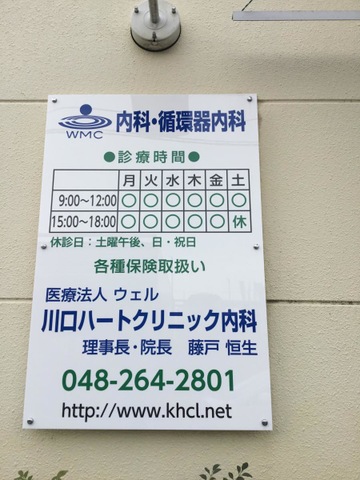 WMC
内科・循環器内科
●診療時間●
月 火 水 木 金 土
9:00～12:00 ○ ○ ○ ○ ○ ○
15:00～18:00 ○ ○ ○ ○ ○ 休
休診日：土曜午後、日・祝日
各種保険取扱い
医療法人 ウェル
川口ハートクリニック内科
理事長・院長 藤戸 恒生
048-264-2801
http://www.khcl.net